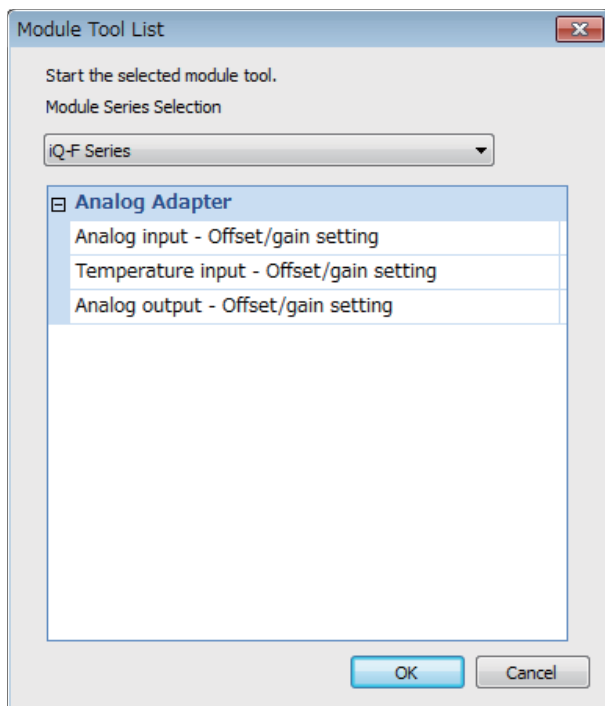 Module Tool List
Start the selected module tool.
Module Series Selection
iQ-F Series
Analog Adapter
Analog input - Offset/gain setting
Temperature input - Offset/gain setting
Analog output - Offset/gain setting
OK Cancel